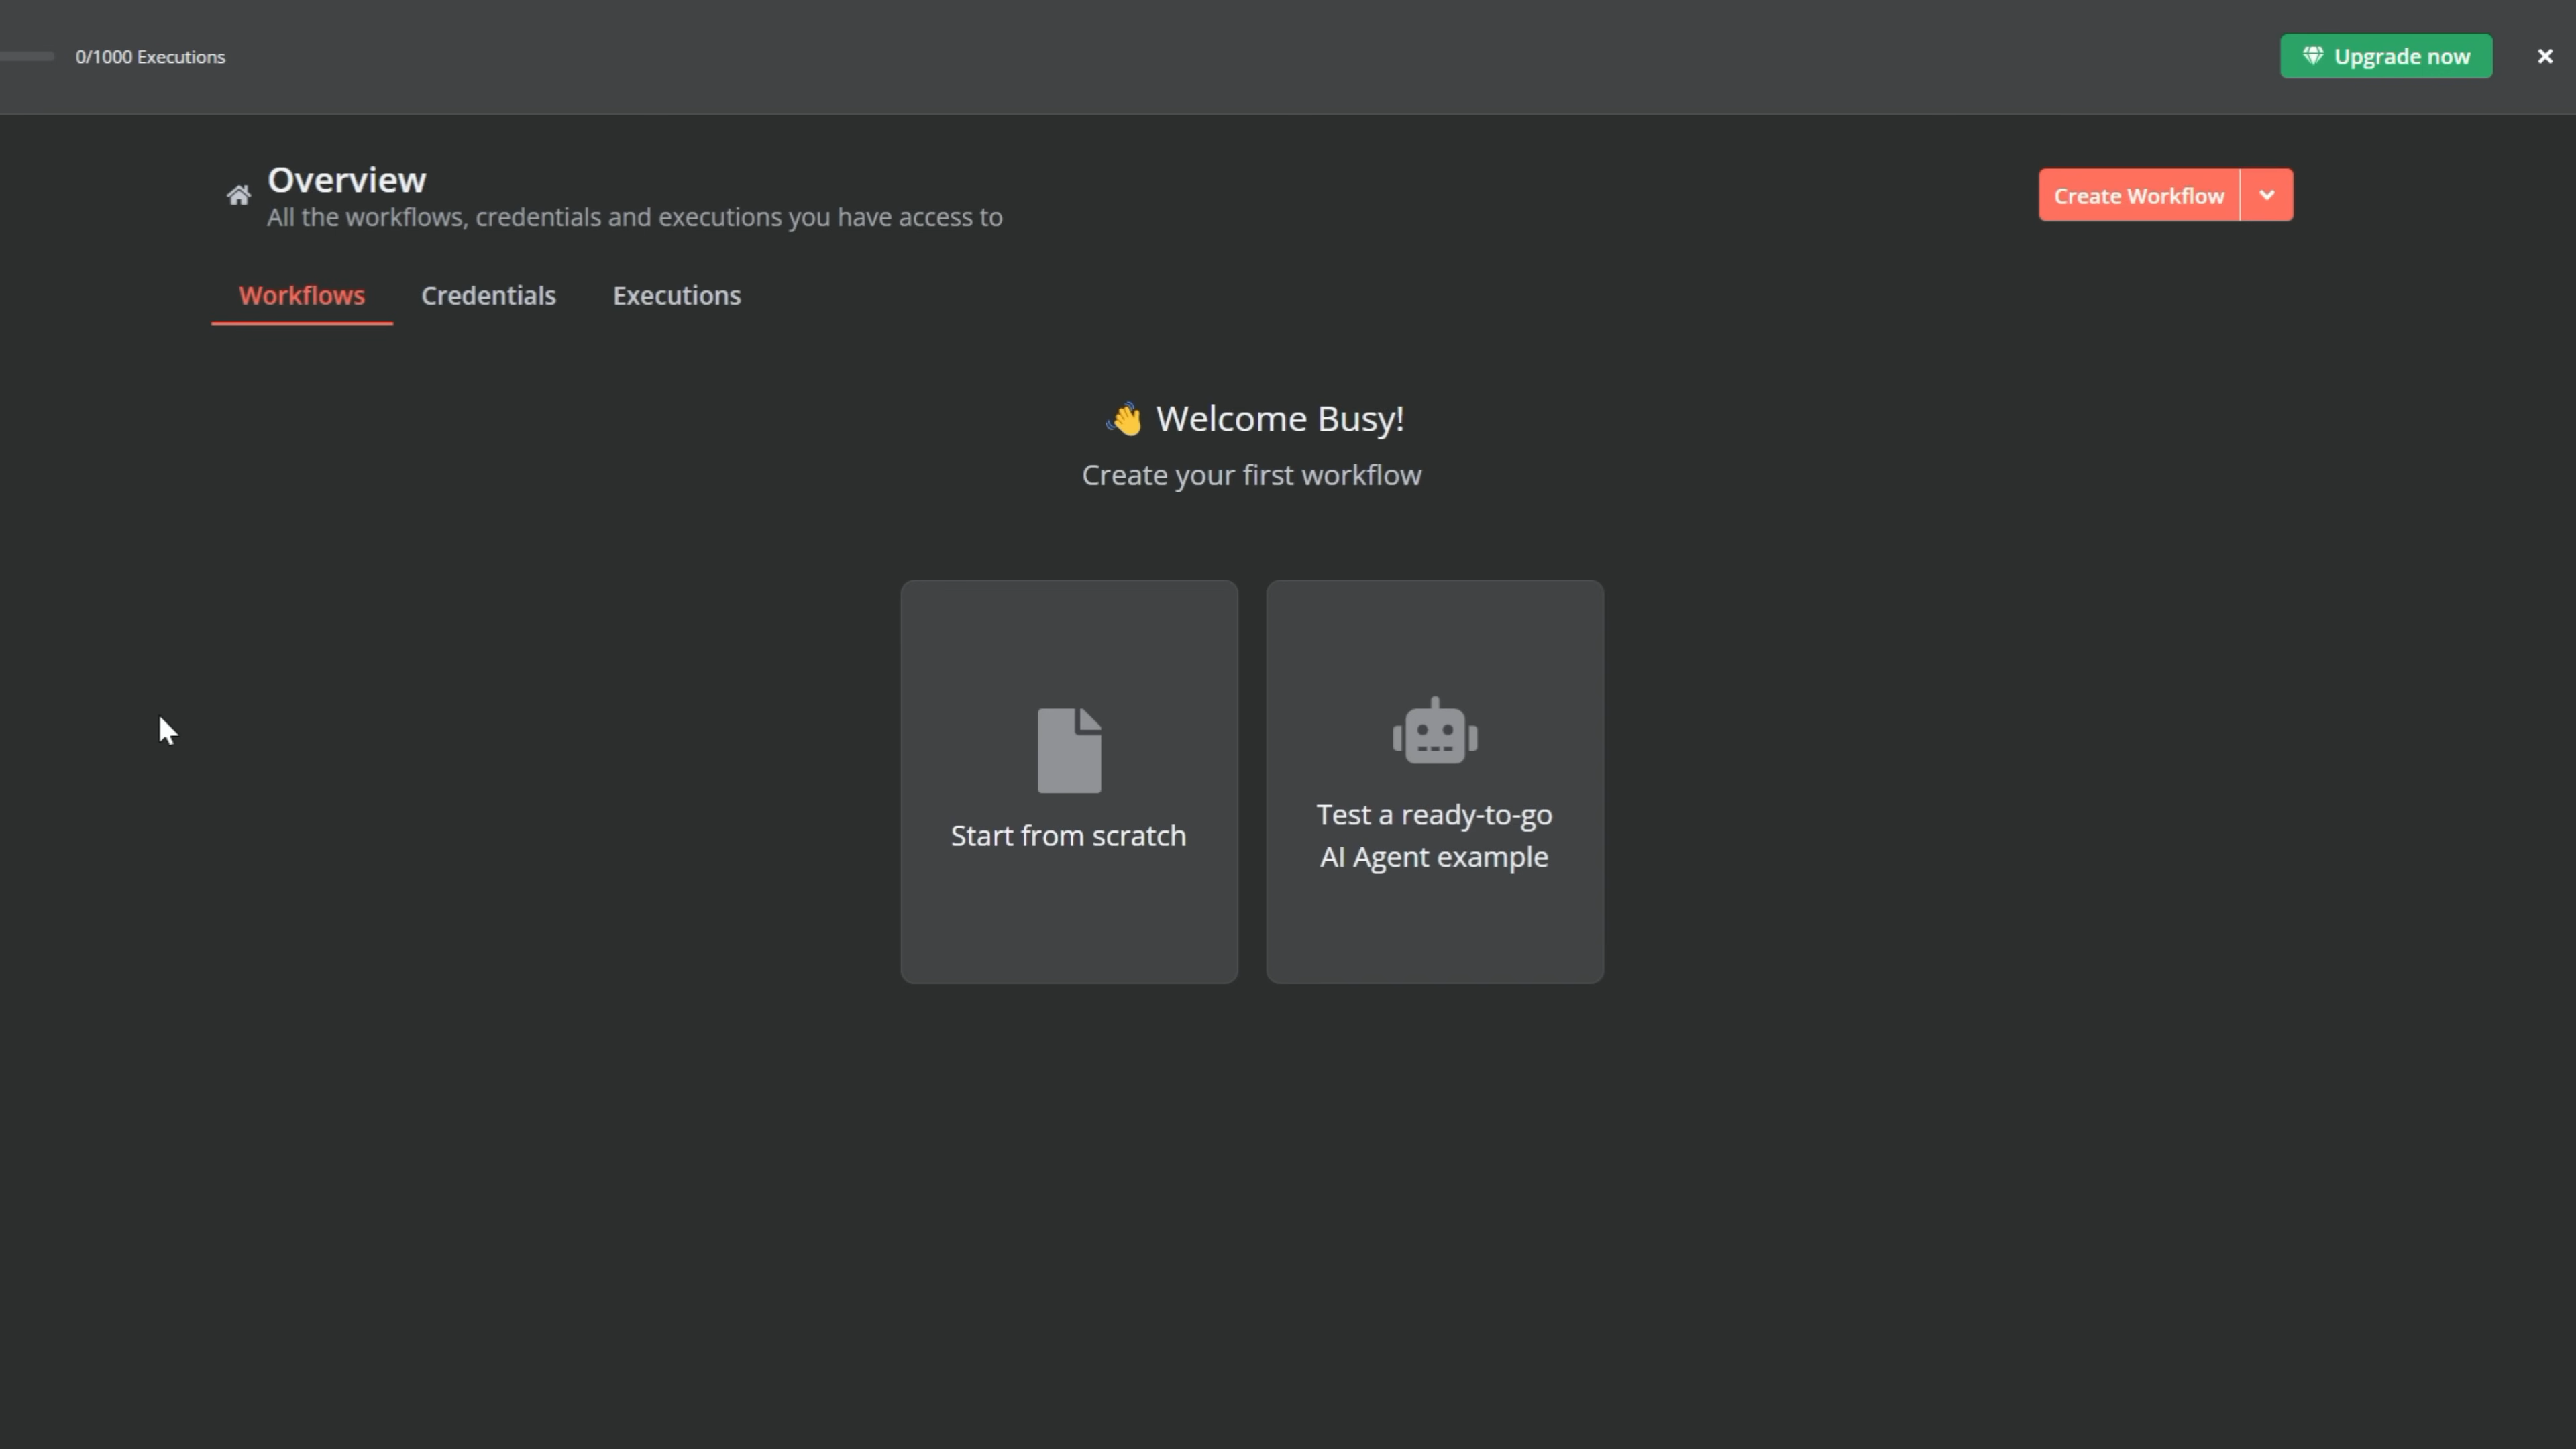 0/1000 Executions
Upgrade now
Overview
All the workflows, credentials and executions you have access to
Create Workflow
Workflows
Credentials
Executions
👋 Welcome Busy!
Create your first workflow
Start from scratch
Test a ready-to-go
AI Agent example